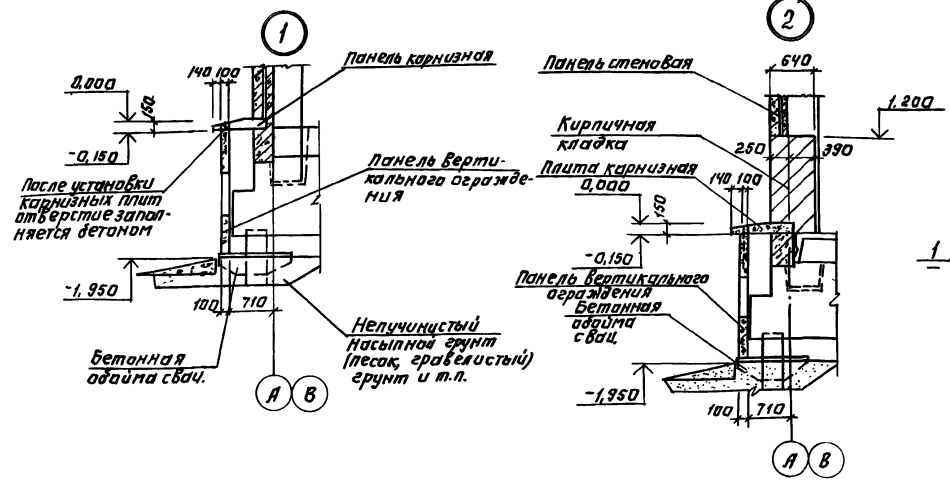 1
Панель карнизная
140 100
0,000
150
-0,150
После установки
карнизных плит
отверстие запол-
няется бетоном
Панель верти-
кального огражде-
ния
-1,950
100 710
Бетонная
обойма свай.
Непучинистый
насыпной грунт
(песок, гравелистый)
грунт и т.п.
А В
2
Панель стеновая
640
1.200
Кирпичная
кладка
250 390
Плита карнизная
140 100
0,000
150
-0,150
Панель вертикального
ограждения
Бетонная
обойма
свай.
-1,950
100 710
А В
1